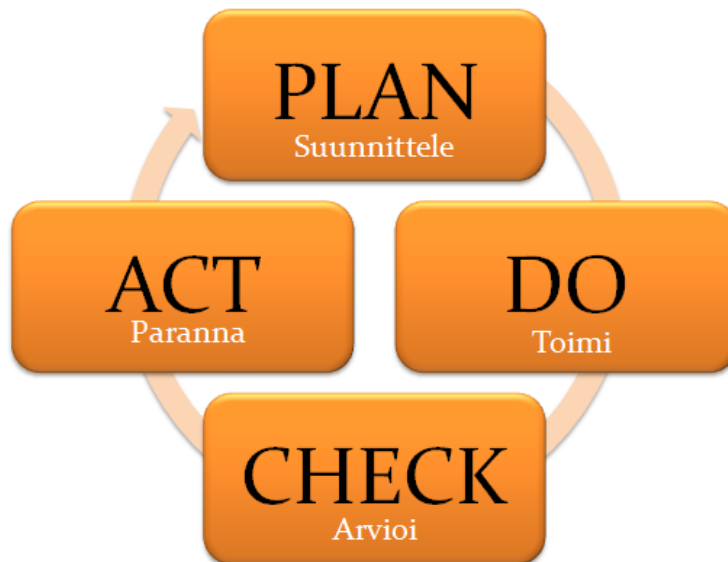 PLAN
Suunnittele
DO
Toimi
CHECK
Arvioi
ACT
Paranna